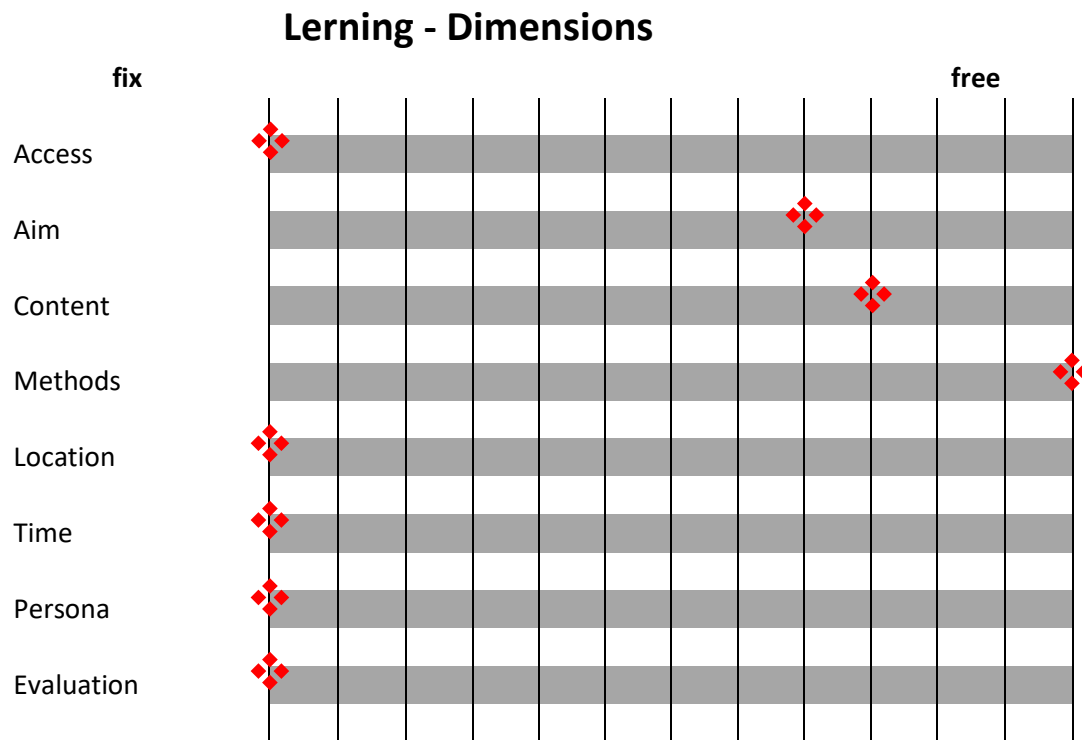 Lerning - Dimensions
fix free
Access
Aim
Content
Methods
Location
Time
Persona
Evaluation